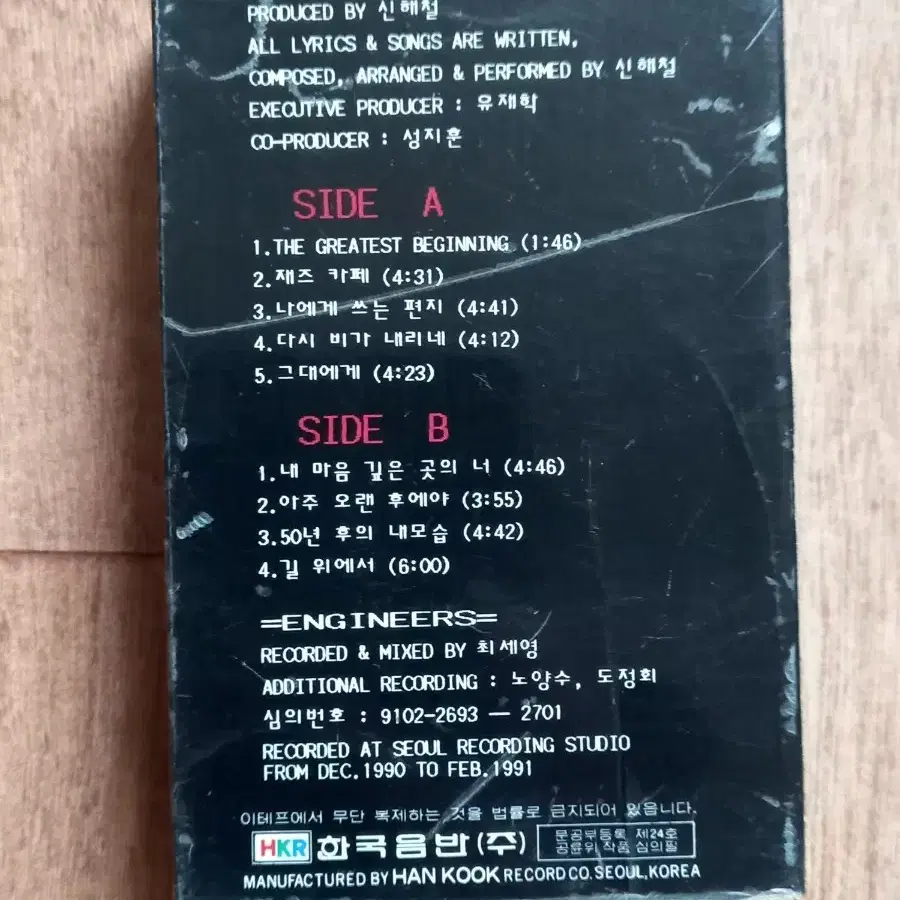 PRODUCED BY 신해철
ALL LYRICS & SONGS ARE WRITTEN,
COMPOSED, ARRANGED & PERFORMED BY 신해철
EXECUTIVE PRODUCER : 유재학
CO-PRODUCER : 성지훈
SIDE A
1.THE GREATEST BEGINNING (1:46)
2.재즈 카페 (4:31)
3.나에게 쓰는 편지 (4:41)
4.다시 비가 내리네 (4:12)
5.그대에게 (4:23)
SIDE B
1.내 마음 깊은 곳의 너 (4:46)
2.아주 오랜 후에야 (3:55)
3.50년 후의 내모습 (4:42)
4.길 위에서 (6:00)
=ENGINEERS=
RECORDED & MIXED BY 최세영
ADDITIONAL RECORDING : 노양수, 도정회
심의번호 : 9102-2693 — 2701
RECORDED AT SEOUL RECORDING STUDIO
FROM DEC.1990 TO FEB.1991
이테프에서 무단 복제하는 것을 법률로 금지되어 있읍니다.
HKR 한국음반(주) 문공부등록 제24호
공륜위 작품 심의필
MANUFACTURED BY HAN KOOK RECORD CO. SEOUL, KOREA